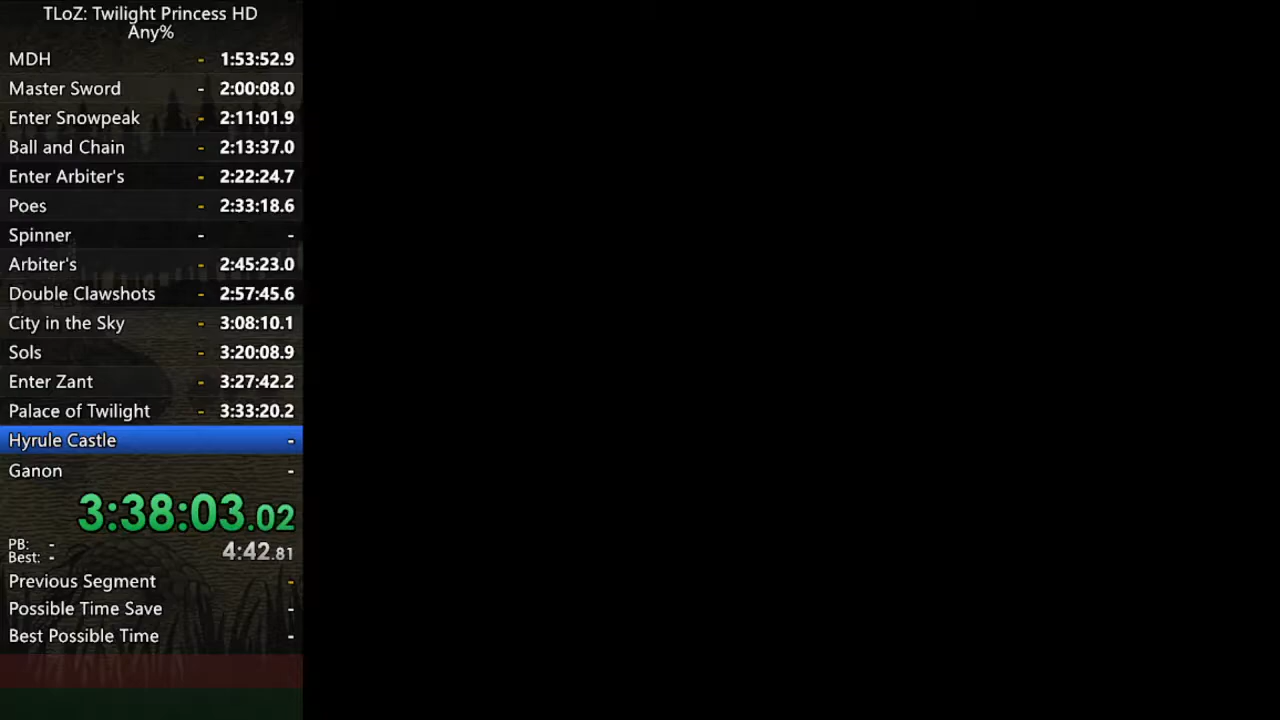 TLoZ: Twilight Princess HD
Any%
MDH - 1:53:52.9
Master Sword - 2:00:08.0
Enter Snowpeak - 2:11:01.9
Ball and Chain - 2:13:37.0
Enter Arbiter's - 2:22:24.7
Poes - 2:33:18.6
Spinner - -
Arbiter's - 2:45:23.0
Double Clawshots - 2:57:45.6
City in the Sky - 3:08:10.1
Sols - 3:20:08.9
Enter Zant - 3:27:42.2
Palace of Twilight - 3:33:20.2
Hyrule Castle -
Ganon -
3:38:03.02
PB: -
Best: - 4:42.81
Previous Segment -
Possible Time Save -
Best Possible Time -